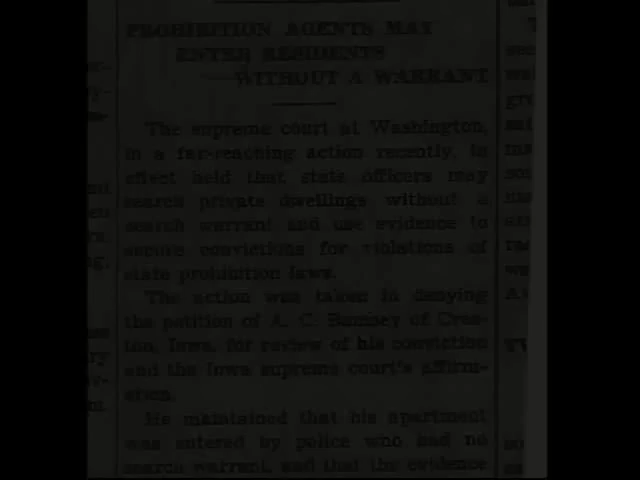 PROHIBITION AGENTS MAY
ENTER RESIDENTS
WITHOUT A WARRANT
The supreme court at Washington,
in a far-reaching action recently, in
effect held that state officers may
search private dwellings without a
search warrant and use evidence to
secure convictions for violations of
state prohibition laws.
The action was taken in denying
the petition of A. C. Bamsey of Cres-
ton, Iowa, for review of his conviction
and the Iowa supreme court's affirm-
ation.
He maintained that his apartment
was entered by police who had no
search warrant, and that the evidence